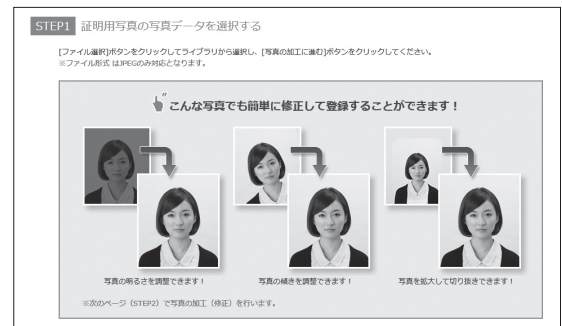 STEP1 証明用写真の写真データを選択する
[ファイル選択]ボタンをクリックしてライブラリから選択し、[写真の加工に進む]ボタンをクリックしてください。
※ファイル形式 はJPEGのみ対応となります。
こんな写真でも簡単に修正して登録することができます！
写真の明るさを調整できます！
写真の傾きを調整できます！
写真を拡大して切り抜きできます！
※次のページ（STEP2）で写真の加工（修正）を行います。